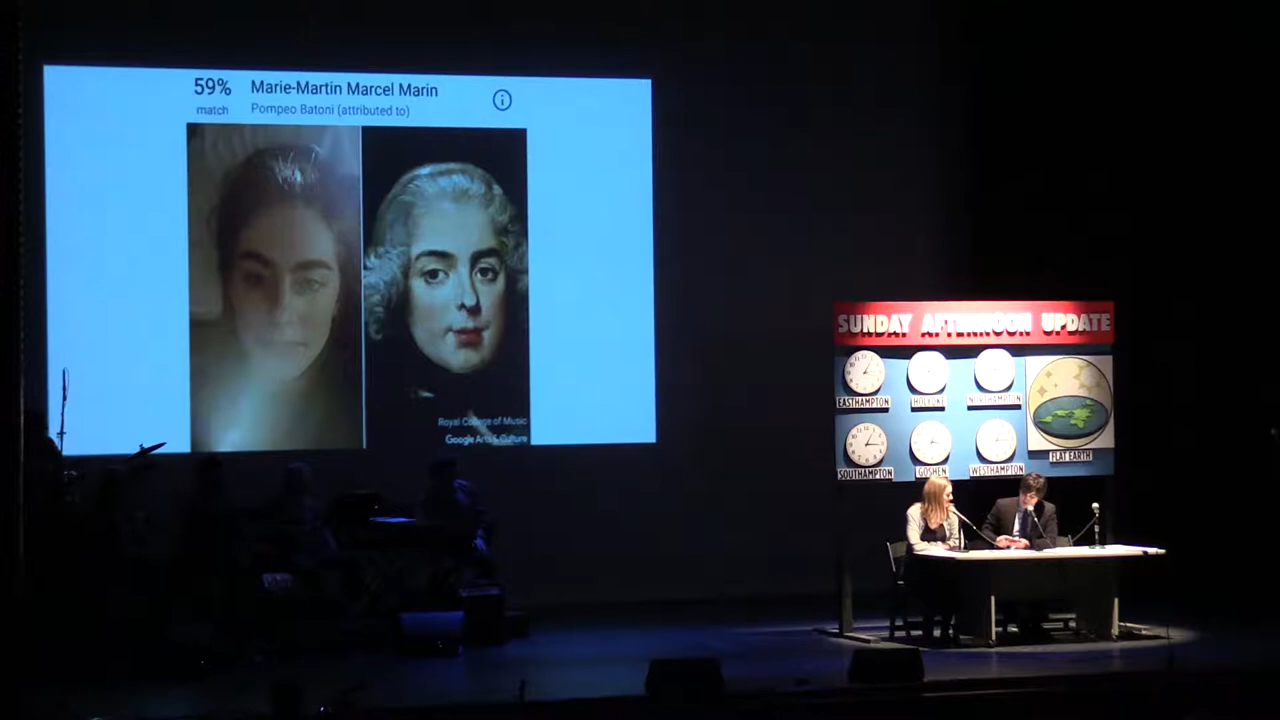 59%
match
Marie-Martin Marcel Marin
Pompeo Batoni (attributed to)
Royal College of Music
Google Arts & Culture
SUNDAY AFTERNOON UPDATE
EASTHAMPTON
HOLYOKE
NORTHAMPTON
SOUTHAMPTON
GOSHEN
WESTHAMPTON
FLAT EARTH